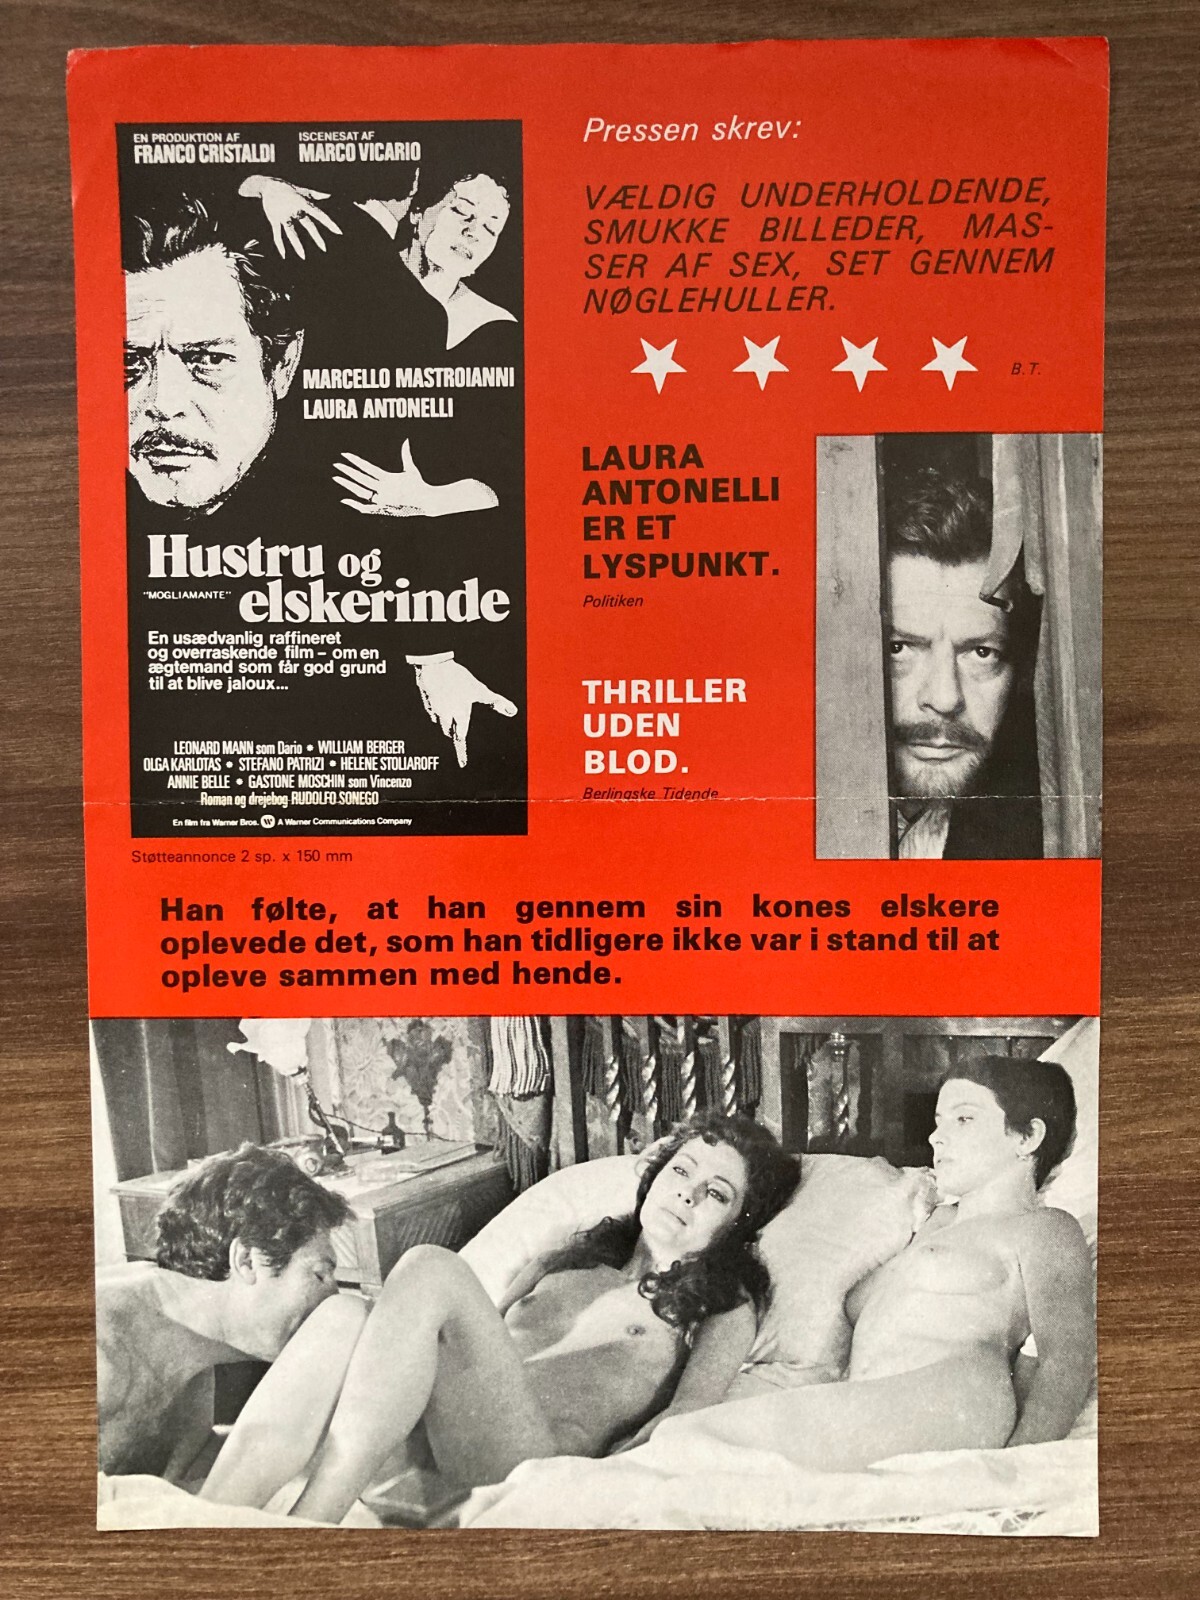 EN PRODUKTION AF
FRANCO CRISTALDI
ISCENESAT AF
MARCO VICARIO
MARCELLO MASTROIANNI
LAURA ANTONELLI
Hustru og
"MOGLIAMANTE" elskerinde
En usædvanlig raffineret
og overraskende film – om en
ægtemand som får god grund
til at blive jaloux...
LEONARD MANN som Dario • WILLIAM BERGER
OLGA KARLOTAS • STEFANO PATRIZI • HELENE STOLIAROFF
ANNIE BELLE • GASTONE MOSCHIN som Vincenzo
Roman og drejebog RUDOLFO SONEGO
En film fra Warner Bros. W A Warner Communications Company
Støtteannonce 2 sp. x 150 mm
Pressen skrev:
VÆLDIG UNDERHOLDENDE,
SMUKKE BILLEDER, MAS-
SER AF SEX, SET GENNEM
NØGLEHULLER.
B.T.
LAURA
ANTONELLI
ER ET
LYSPUNKT.
Politiken
THRILLER
UDEN
BLOD.
Berlingske Tidende
Han følte, at han gennem sin kones elskere
oplevede det, som han tidligere ikke var i stand til at
opleve sammen med hende.